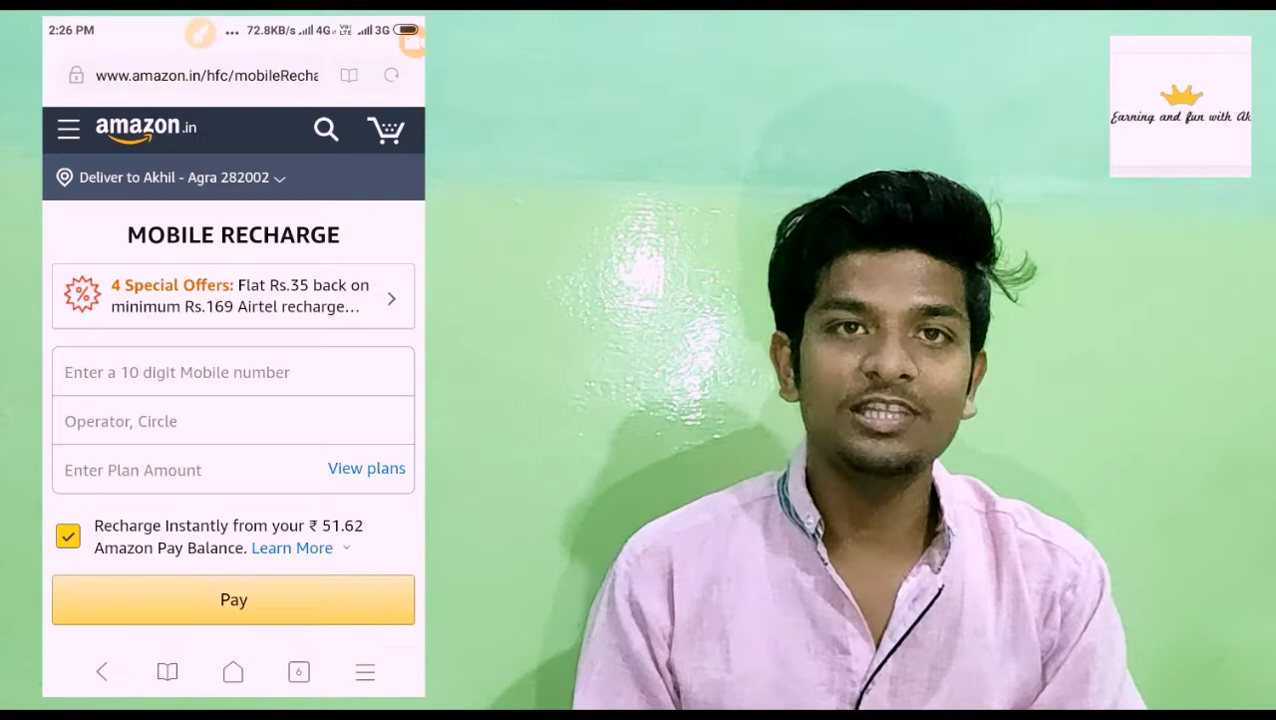 2:26 PM
... 72.8KB/s 4G VoLTE 3G
www.amazon.in/hfc/mobileRecha
amazon.in
Deliver to Akhil - Agra 282002
MOBILE RECHARGE
4 Special Offers: Flat Rs.35 back on
minimum Rs.169 Airtel recharge...
Enter a 10 digit Mobile number
Operator, Circle
Enter Plan Amount
View plans
Recharge Instantly from your ₹ 51.62
Amazon Pay Balance. Learn More
Pay
6
Earning and fun with Ak